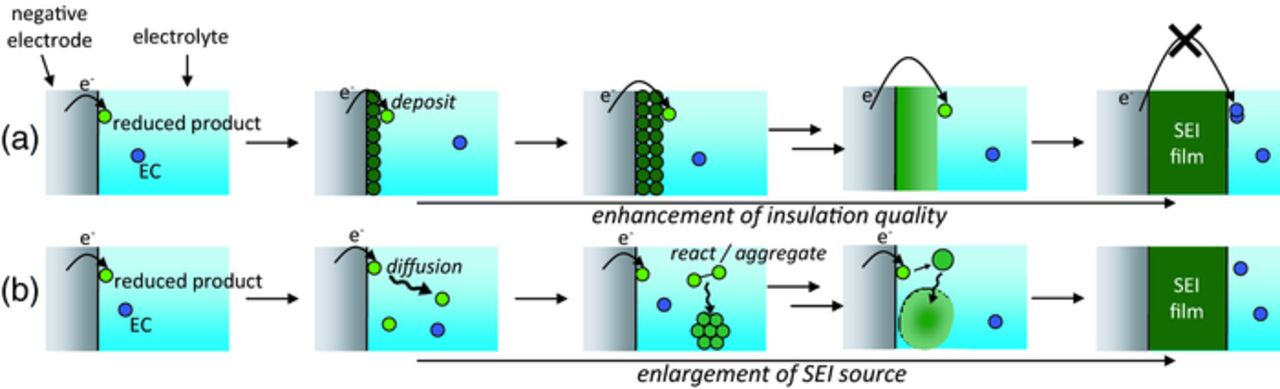 negative
electrode
electrolyte
(a)
e-
reduced product
EC
e-
deposit
e-
e-
e-
SEI
film
enhancement of insulation quality
(b)
e-
reduced product
EC
e-
diffusion
e-
react / aggregate
e-
SEI
film
enlargement of SEI source